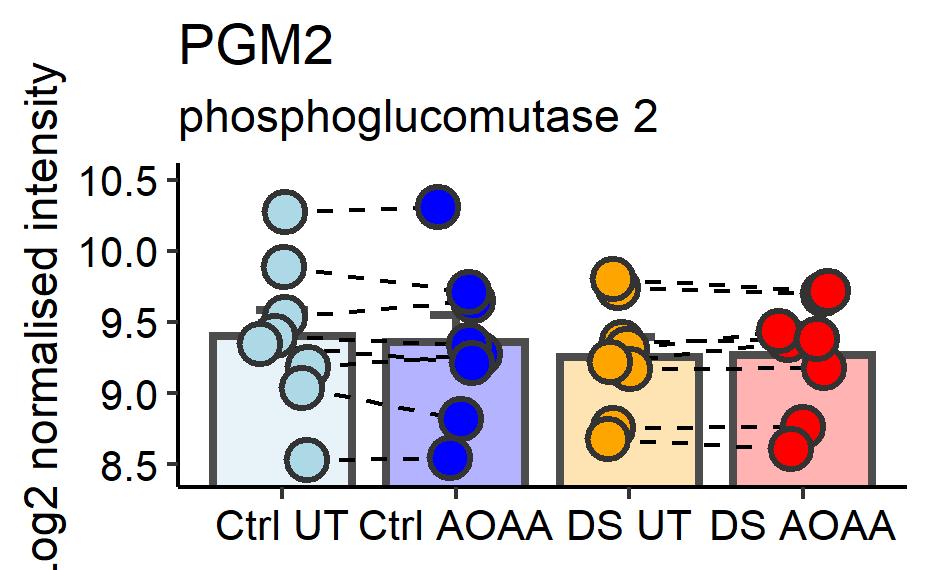 PGM2
phosphoglucomutase 2
.og2 normalised intensity
10.5
10.0
9.5
9.0
8.5
Ctrl UT Ctrl AOAA DS UT DS AOAA